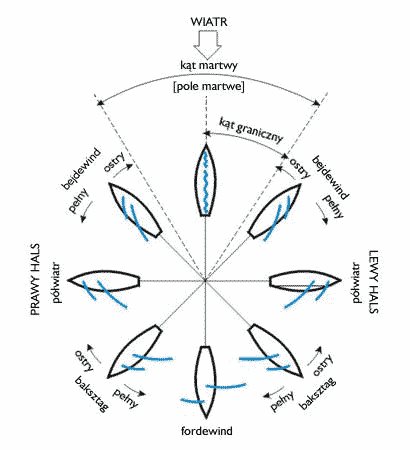 WIATR
kąt martwy
[pole martwe]
kąt graniczny
bejdewind
ostry
pełny
ostry
bejdewind
pełny
PRAWY HALS
półwiatr
półwiatr
LEWY HALS
ostry
baksztag
pełny
ostry
baksztag
pełny
fordewind